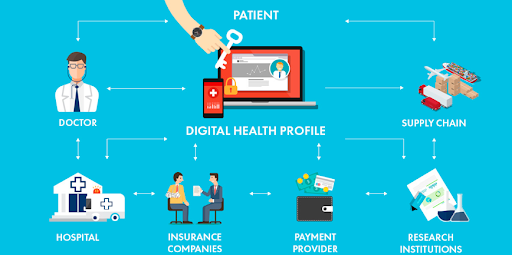 PATIENT
DOCTOR
DIGITAL HEALTH PROFILE
SUPPLY CHAIN
HOSPITAL
INSURANCE
COMPANIES
PAYMENT
PROVIDER
RESEARCH
INSTITUTIONS